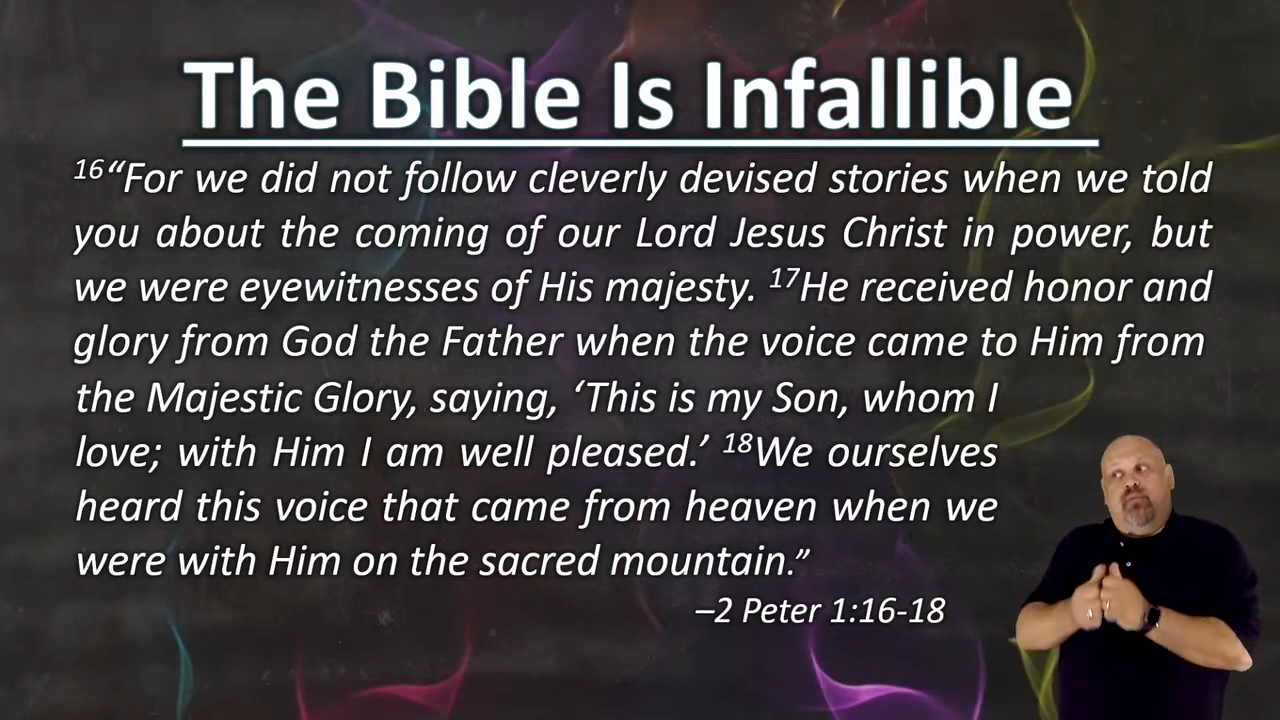 The Bible Is Infallible
16“For we did not follow cleverly devised stories when we told
you about the coming of our Lord Jesus Christ in power, but
we were eyewitnesses of His majesty. 17He received honor and
glory from God the Father when the voice came to Him from
the Majestic Glory, saying, ‘This is my Son, whom I
love; with Him I am well pleased.’ 18We ourselves
heard this voice that came from heaven when we
were with Him on the sacred mountain.”
–2 Peter 1:16-18